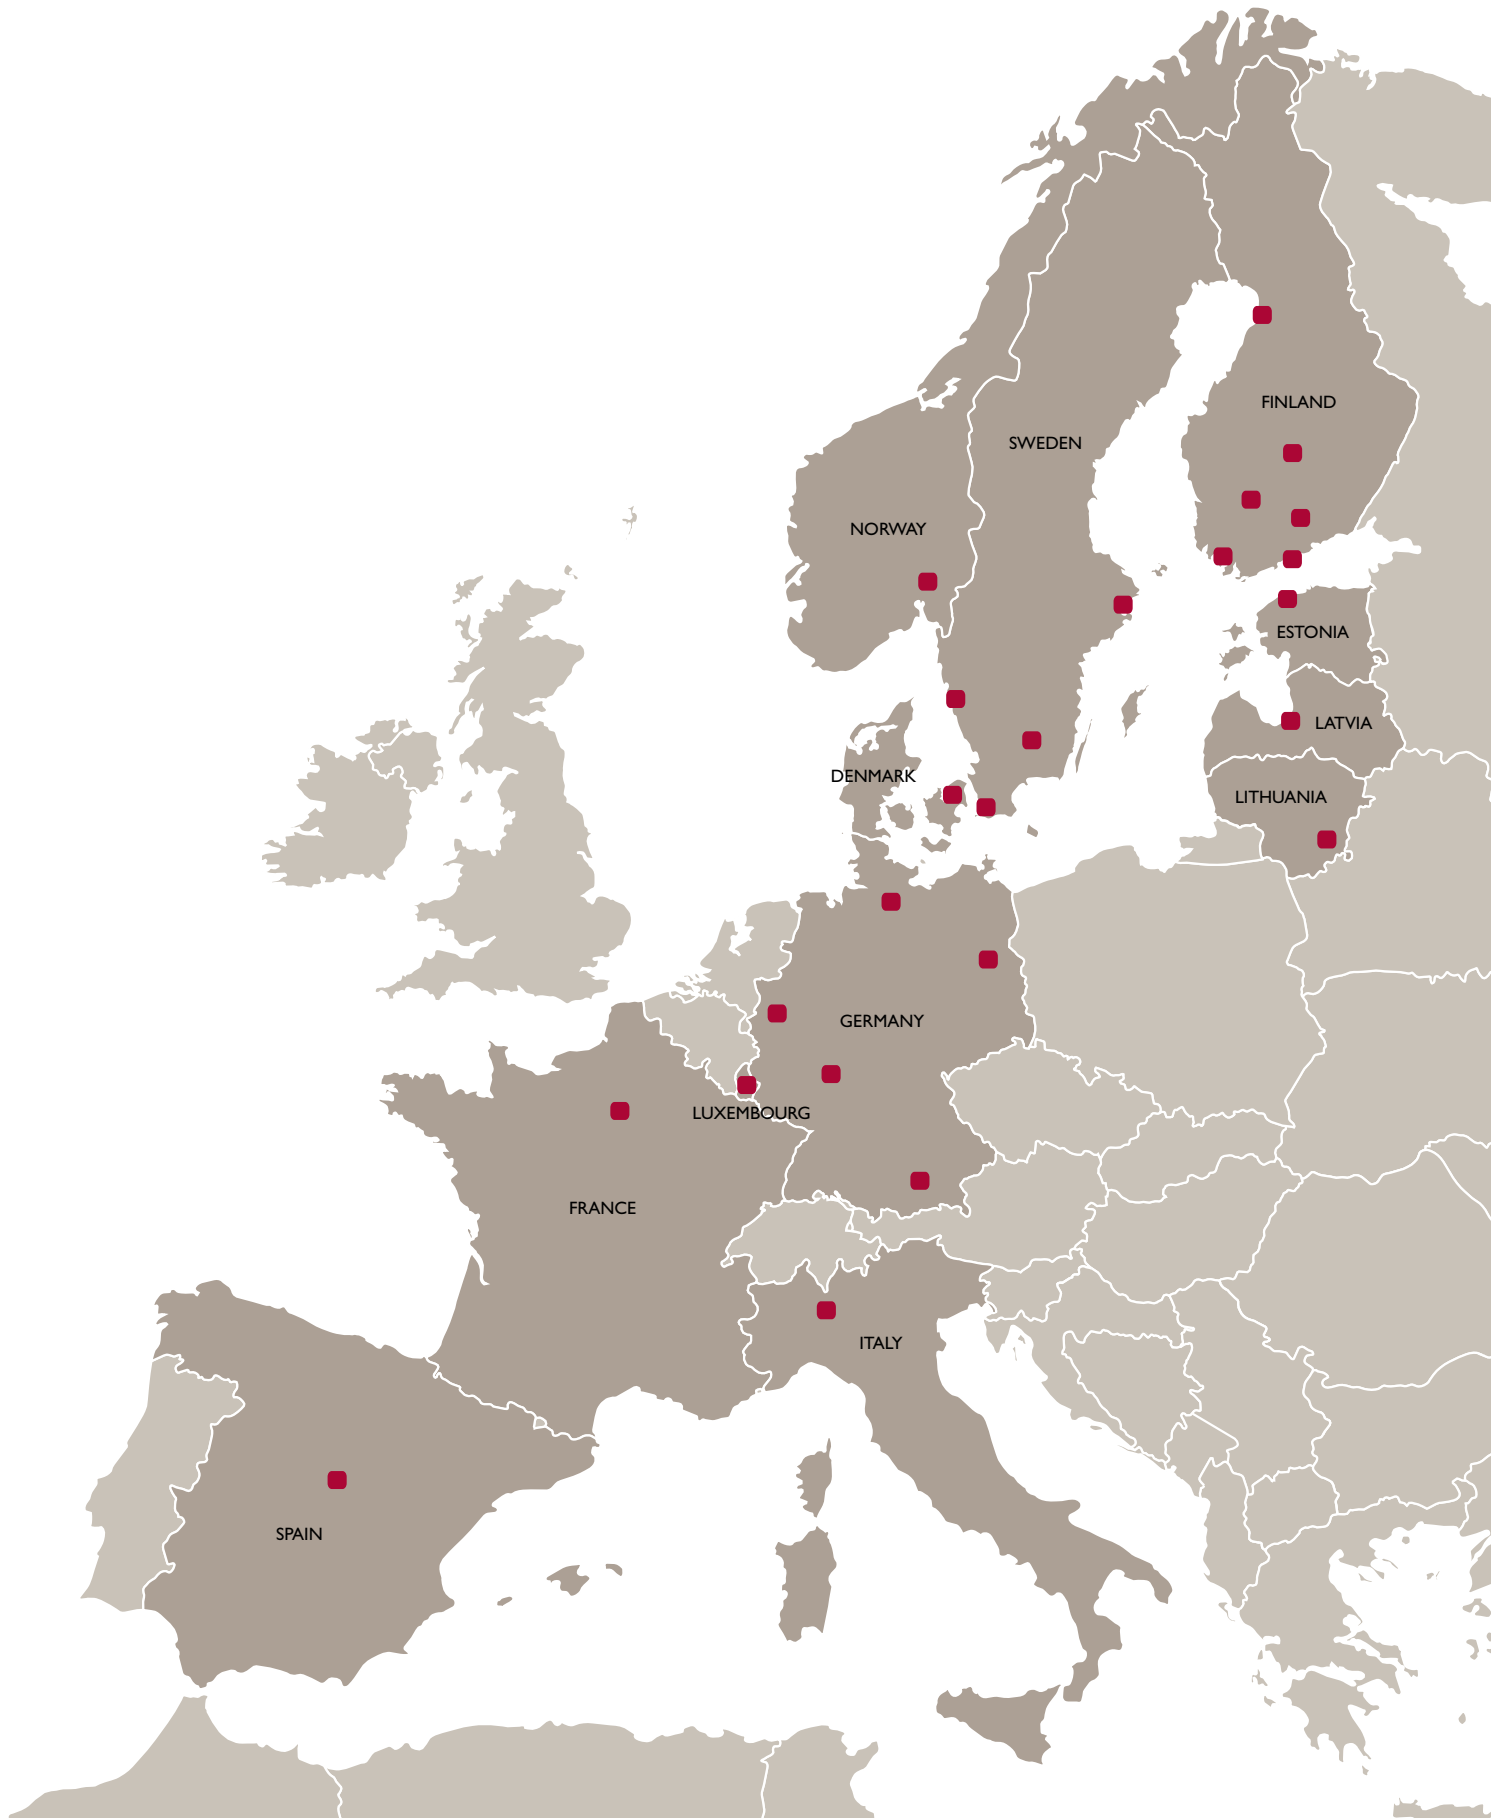 FINLAND
SWEDEN
NORWAY
ESTONIA
LATVIA
DENMARK
LITHUANIA
GERMANY
LUXEMBOURG
FRANCE
ITALY
SPAIN